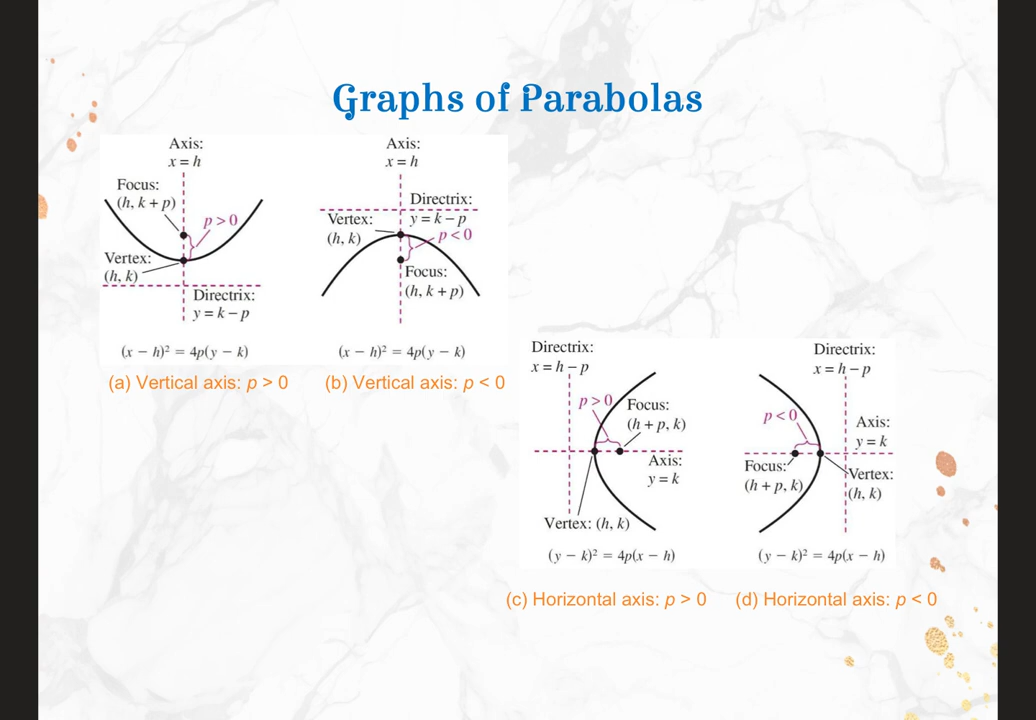 Graphs of Parabolas
Axis:
x = h
Focus:
(h, k + p)
p > 0
Vertex:
(h, k)
Directrix:
y = k – p
(x − h)² = 4p(y − k)
(a) Vertical axis: p > 0
Axis:
x = h
Directrix:
y = k – p
Vertex:
(h, k)
p < 0
Focus:
(h, k + p)
(x − h)² = 4p(y − k)
(b) Vertical axis: p < 0
Directrix:
x = h – p
p > 0
Focus:
(h + p, k)
Axis:
y = k
Vertex: (h, k)
(y − k)² = 4p(x − h)
(c) Horizontal axis: p > 0
Directrix:
x = h – p
p < 0
Axis:
y = k
Focus:
(h + p, k)
Vertex:
(h, k)
(y − k)² = 4p(x − h)
(d) Horizontal axis: p < 0